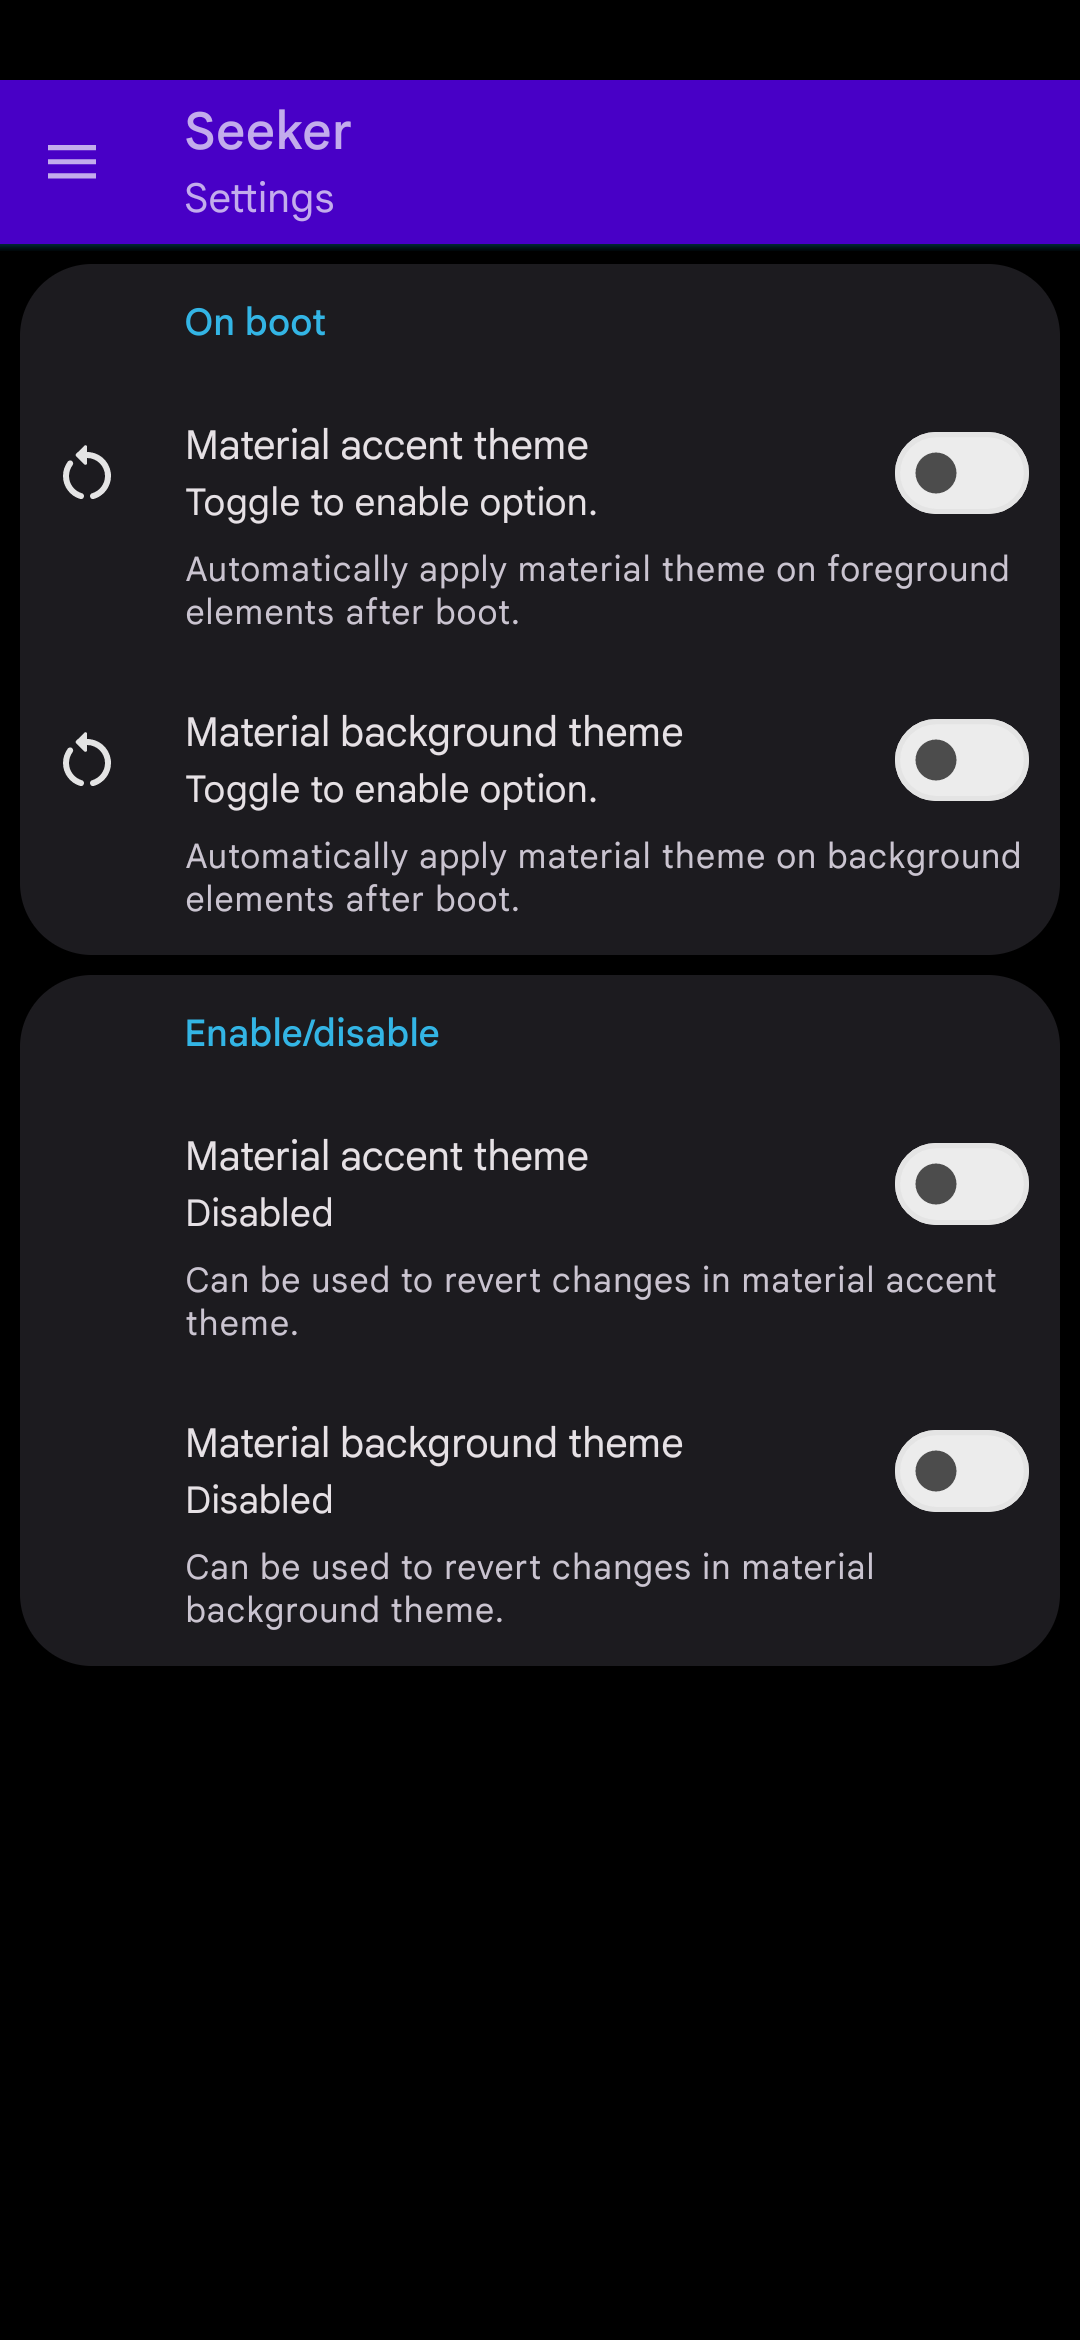 Seeker
Settings
On boot
Material accent theme
Toggle to enable option.
Automatically apply material theme on foreground
elements after boot.
Material background theme
Toggle to enable option.
Automatically apply material theme on background
elements after boot.
Enable/disable
Material accent theme
Disabled
Can be used to revert changes in material accent
theme.
Material background theme
Disabled
Can be used to revert changes in material
background theme.